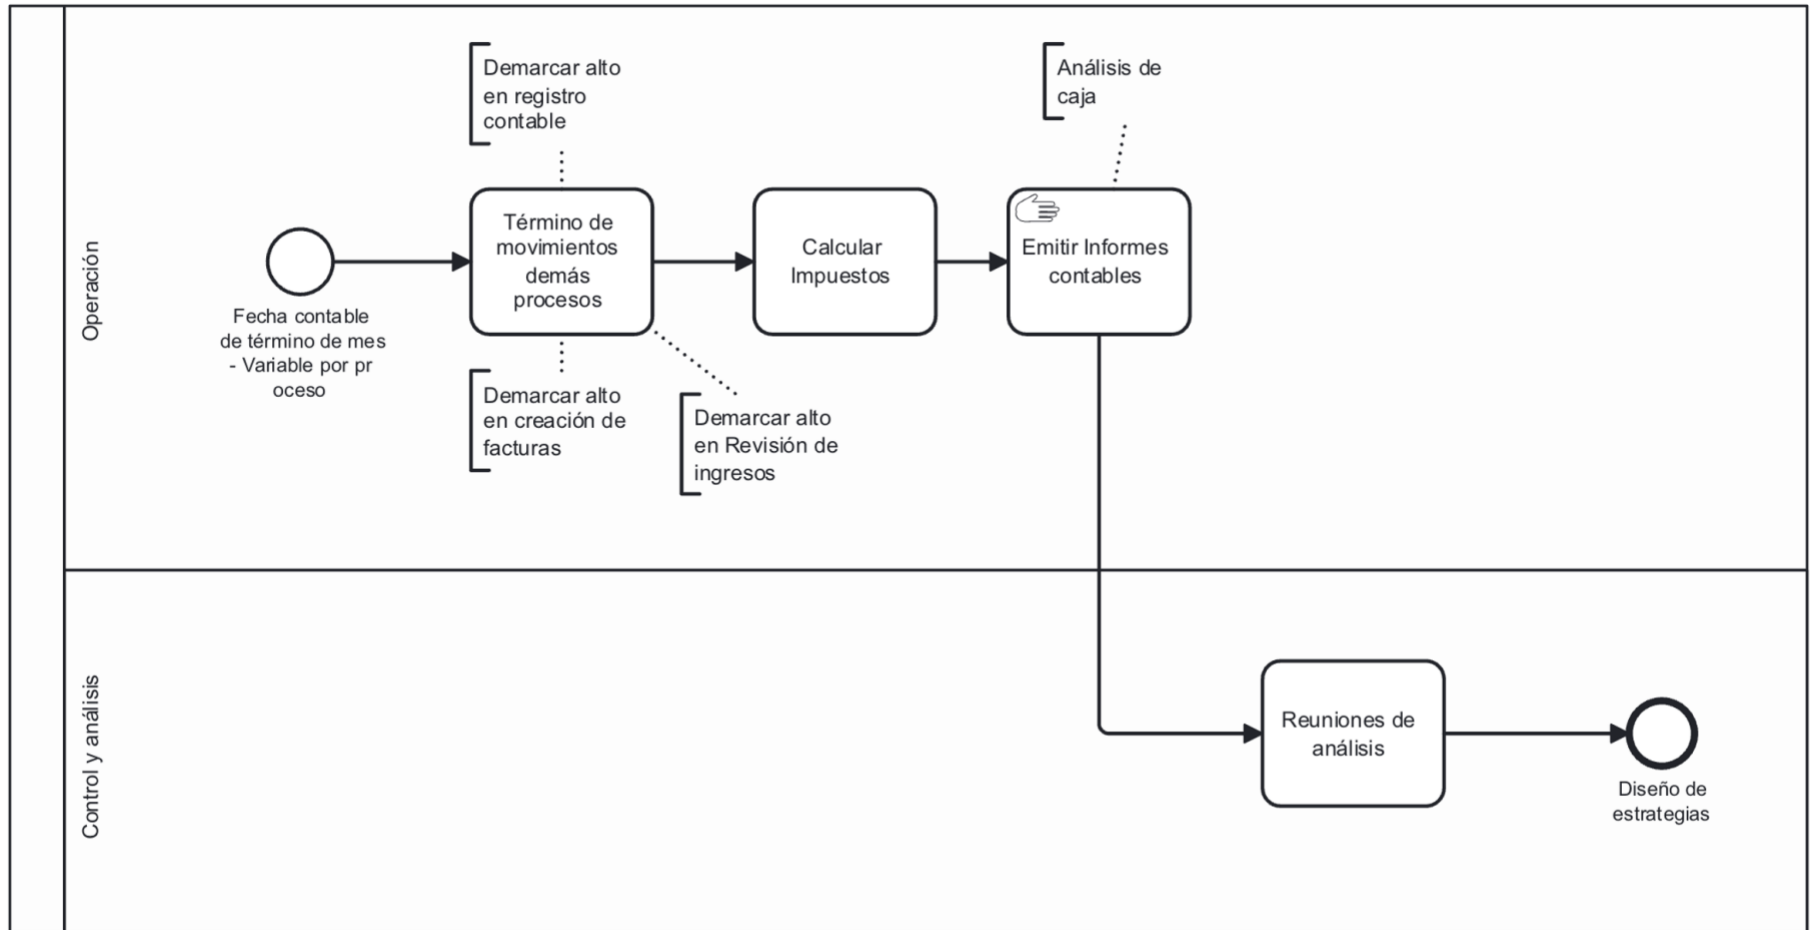 Operación
Demarcar alto
en registro
contable
Análisis de
caja
Fecha contable
de término de mes
- Variable por pr
oceso
Término de
movimientos
demás
procesos
Calcular
Impuestos
Emitir Informes
contables
Demarcar alto
en creación de
facturas
Demarcar alto
en Revisión de
ingresos
Control y análisis
Reuniones de
análisis
Diseño de
estrategias